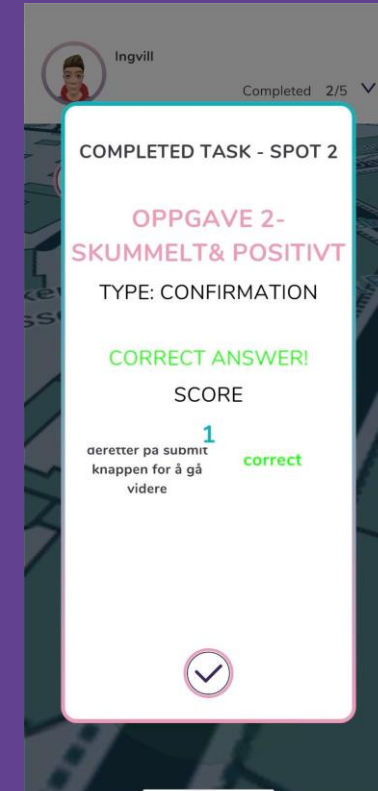 Ingvill
Completed 2/5
COMPLETED TASK - SPOT 2
OPPGAVE 2-
SKUMMELT& POSITIVT
TYPE: CONFIRMATION
CORRECT ANSWER!
SCORE
1
deretter på submit
knappen for å gå
videre
correct